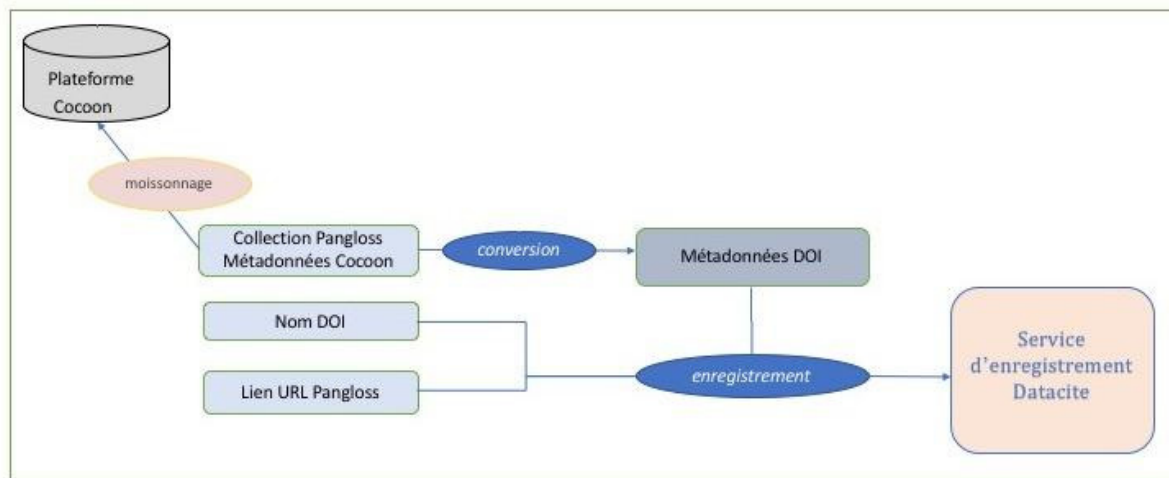 Plateforme
Cocoon
moissonnage
Collection Pangloss
Métadonnées Cocoon
conversion
Métadonnées DOI
Nom DOI
Lien URL Pangloss
enregistrement
Service
d'enregistrement
Datacite